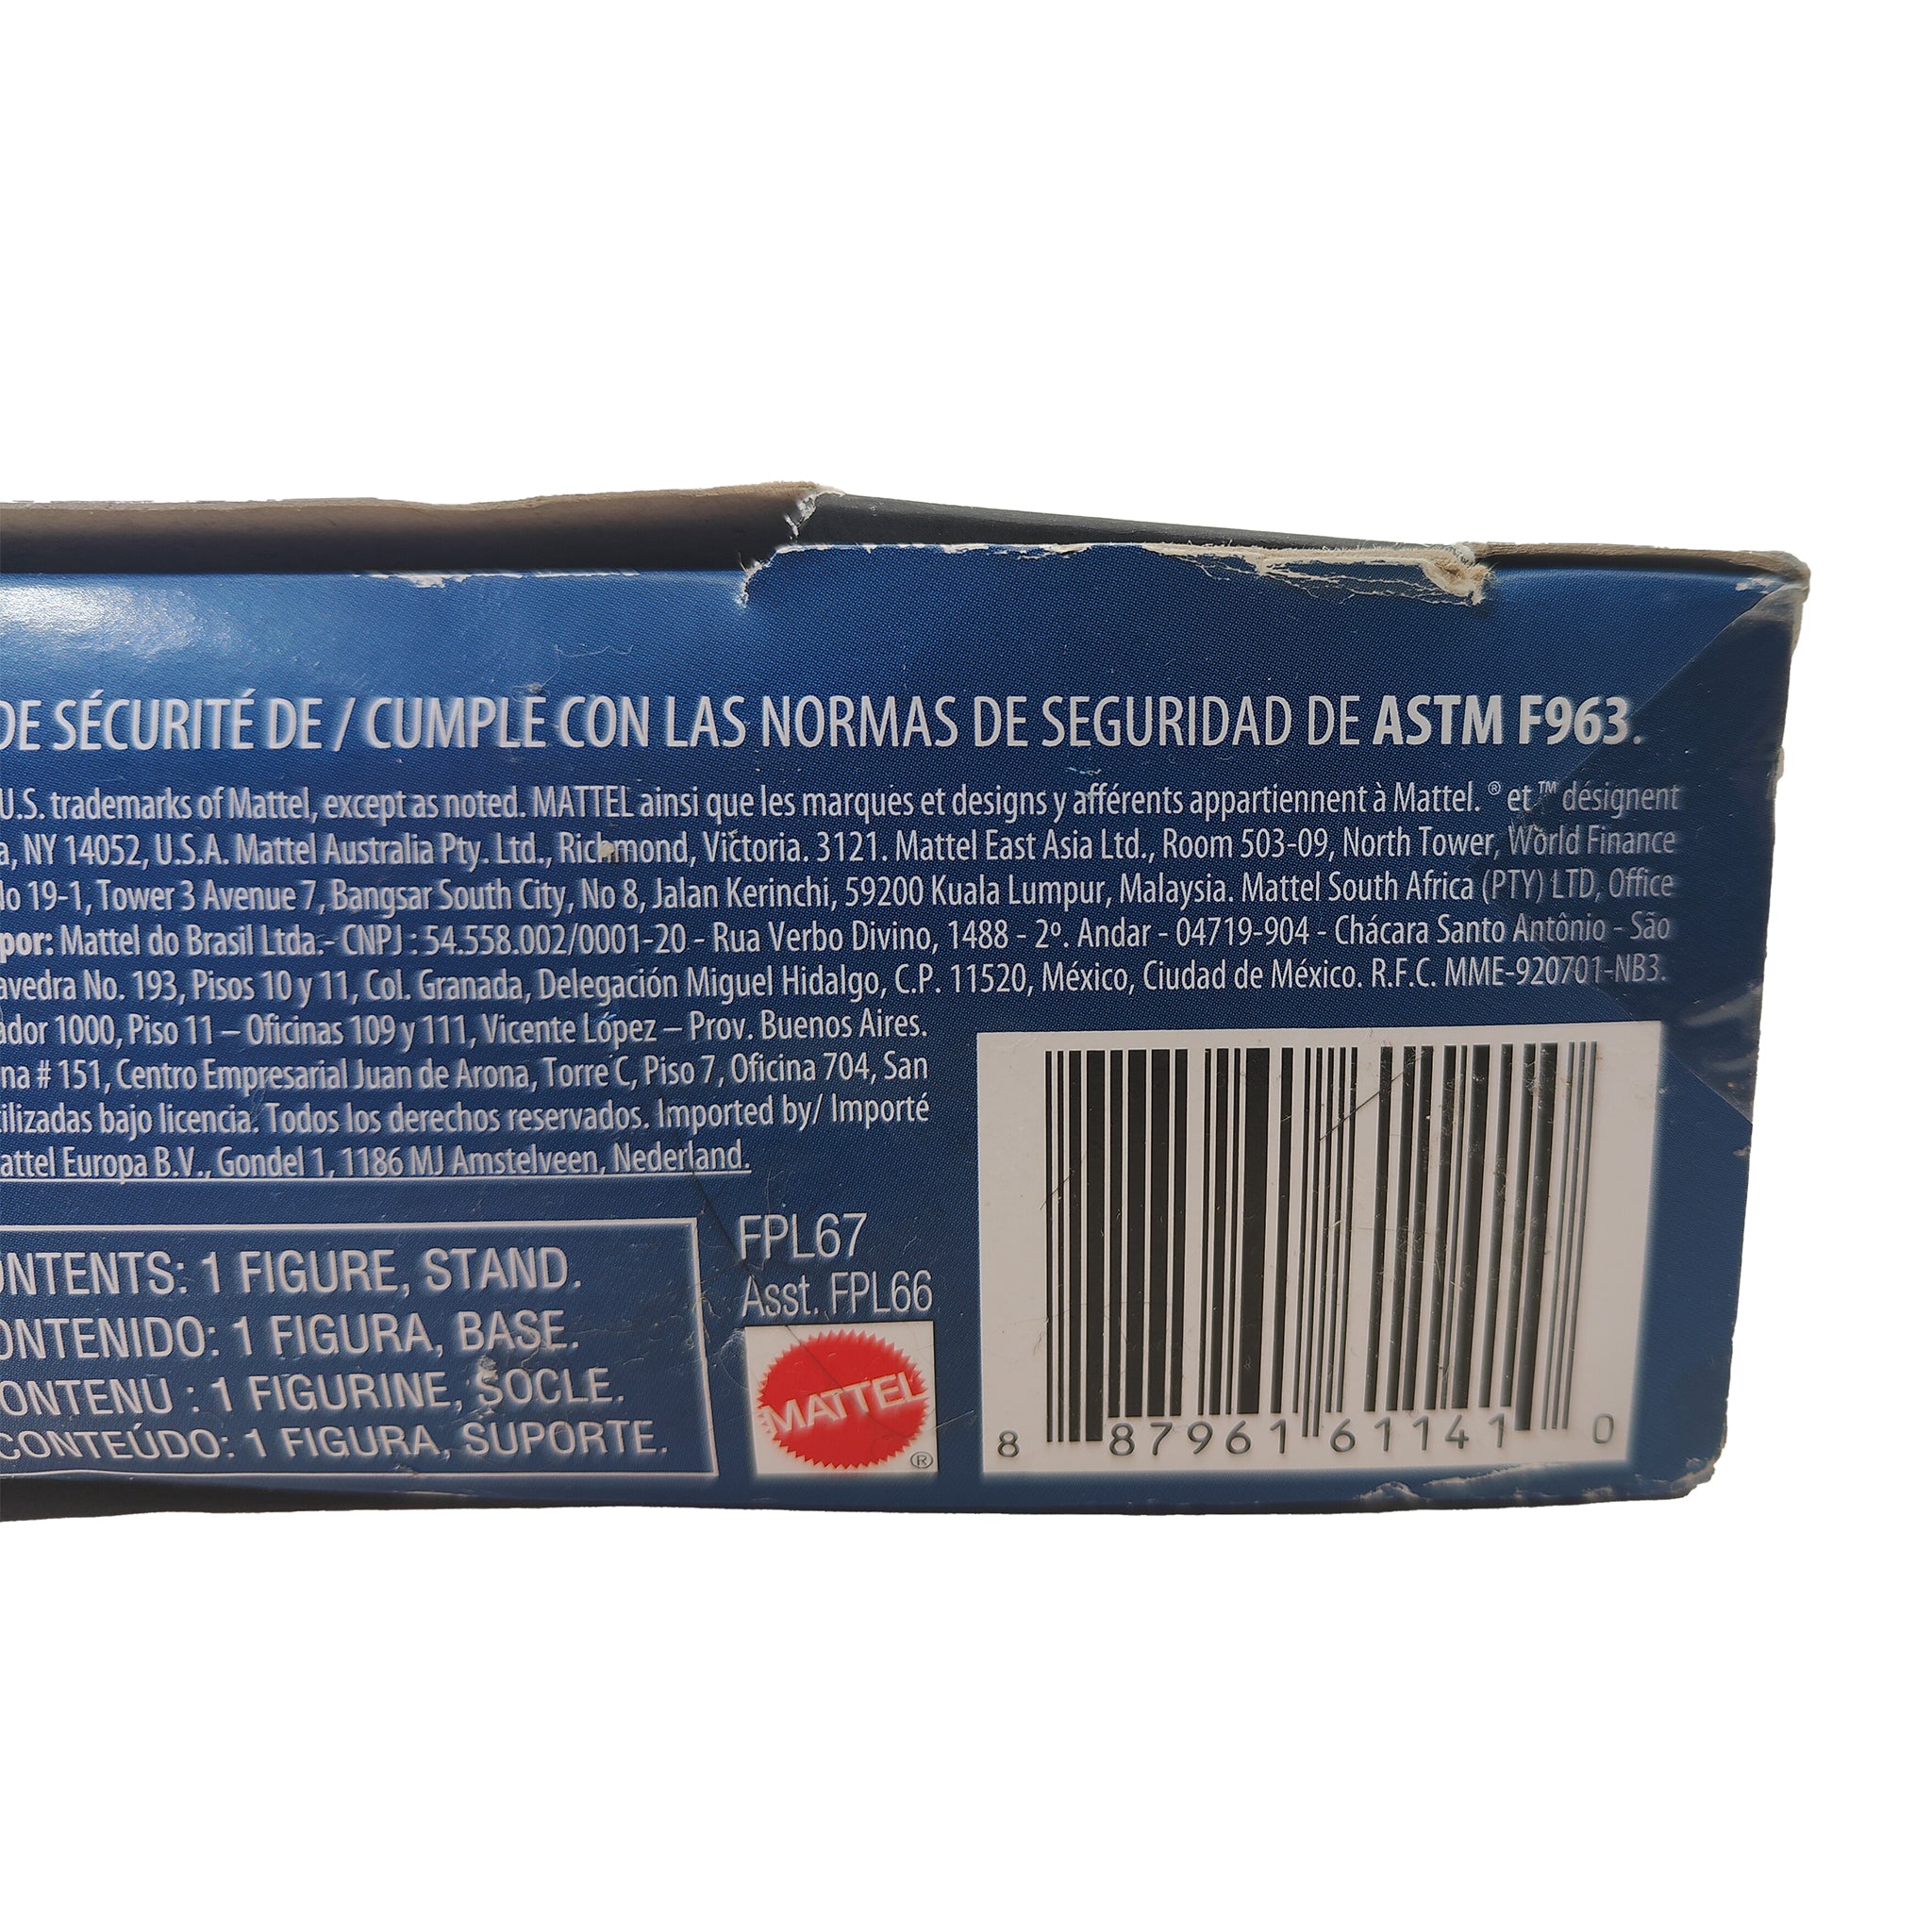 DE SÉCURITÉ DE / CUMPLE CON LAS NORMAS DE SEGURIDAD DE ASTM F963.
U.S. trademarks of Mattel, except as noted. MATTEL ainsi que les marques et designs y afférents appartiennent à Mattel. ® et ™ désignent
a, NY 14052, U.S.A. Mattel Australia Pty. Ltd., Richmond, Victoria. 3121. Mattel East Asia Ltd., Room 503-09, North Tower, World Finance
lo 19-1, Tower 3 Avenue 7, Bangsar South City, No 8, Jalan Kerinchi, 59200 Kuala Lumpur, Malaysia. Mattel South Africa (PTY) LTD, Office
por: Mattel do Brasil Ltda.- CNPJ : 54.558.002/0001-20 - Rua Verbo Divino, 1488 - 2º. Andar - 04719-904 - Chácara Santo Antônio - São
avedra No. 193, Pisos 10 y 11, Col. Granada, Delegación Miguel Hidalgo, C.P. 11520, México, Ciudad de México. R.F.C. MME-920701-NB3.
ador 1000, Piso 11 – Oficinas 109 y 111, Vicente López – Prov. Buenos Aires.
na # 151, Centro Empresarial Juan de Arona, Torre C, Piso 7, Oficina 704, San
tilizadas bajo licencia. Todos los derechos reservados. Imported by/ Importé
attel Europa B.V., Gondel 1, 1186 MJ Amstelveen, Nederland.
ONTENTS: 1 FIGURE, STAND.
ONTENIDO: 1 FIGURA, BASE.
ONTENU : 1 FIGURINE, SOCLE.
CONTEÚDO: 1 FIGURA, SUPORTE.
FPL67
Asst. FPL66
MATTEL
®
8 87961 61141 0